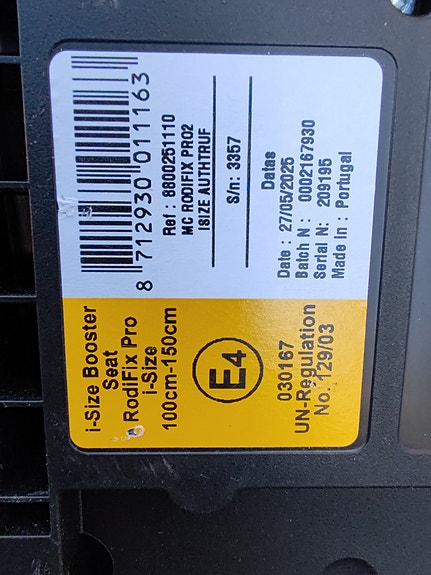 8 712930 011163
Ref : 8800251110
MC RODIFIX PRO2
ISIZE AUTHTRUF
S/n: 3357
Datas
Date : 27/05/2025
Batch N : 0002167930
Serial N: 209195
Made In : Portugal
i-Size Booster
Seat
RodiFix Pro
i-Size
100cm-150cm
E4
030167
UN-Regulation
No. 129/03